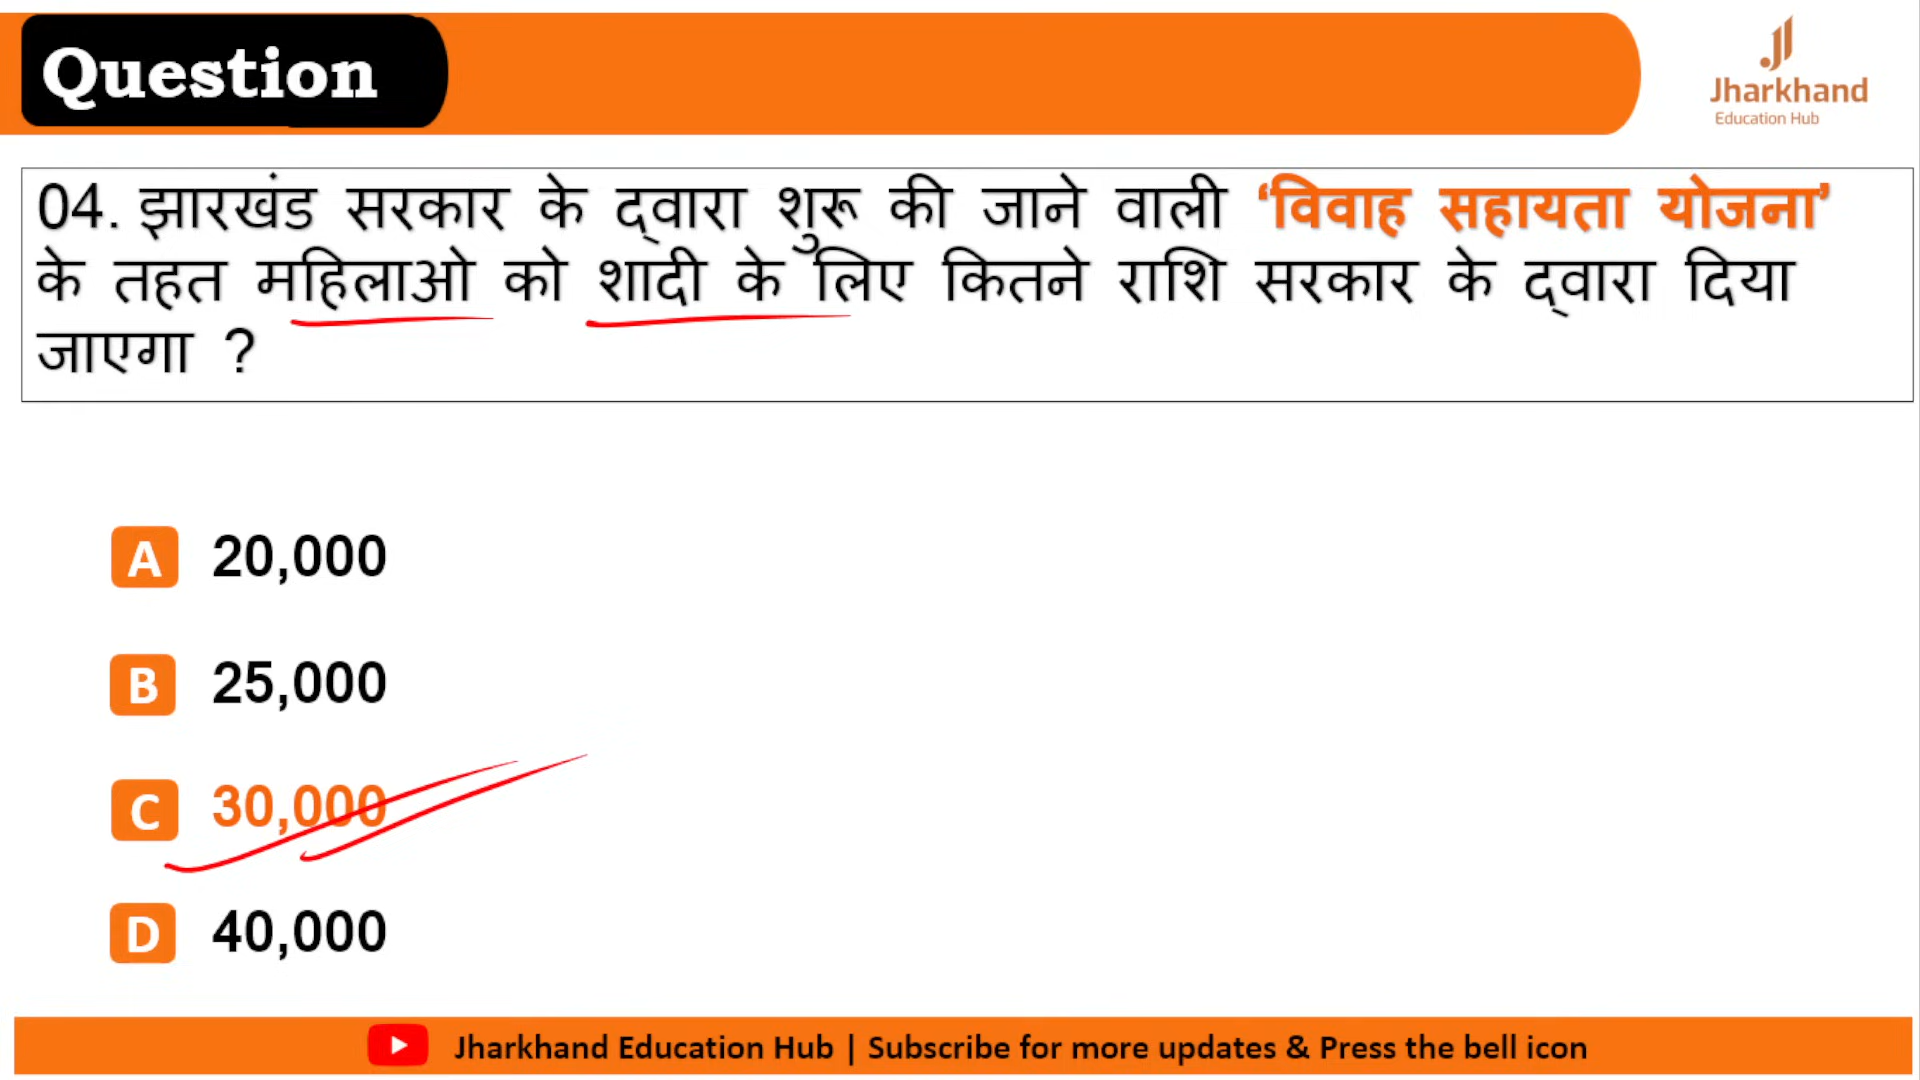 Question
Jharkhand
Education Hub
04. झारखंड सरकार के द्वारा शुरू की जाने वाली ‘विवाह सहायता योजना’
के तहत महिलाओ को शादी के लिए कितने राशि सरकार के द्वारा दिया
जाएगा ?
A 20,000
B 25,000
C 30,000
D 40,000
Jharkhand Education Hub | Subscribe for more updates & Press the bell icon